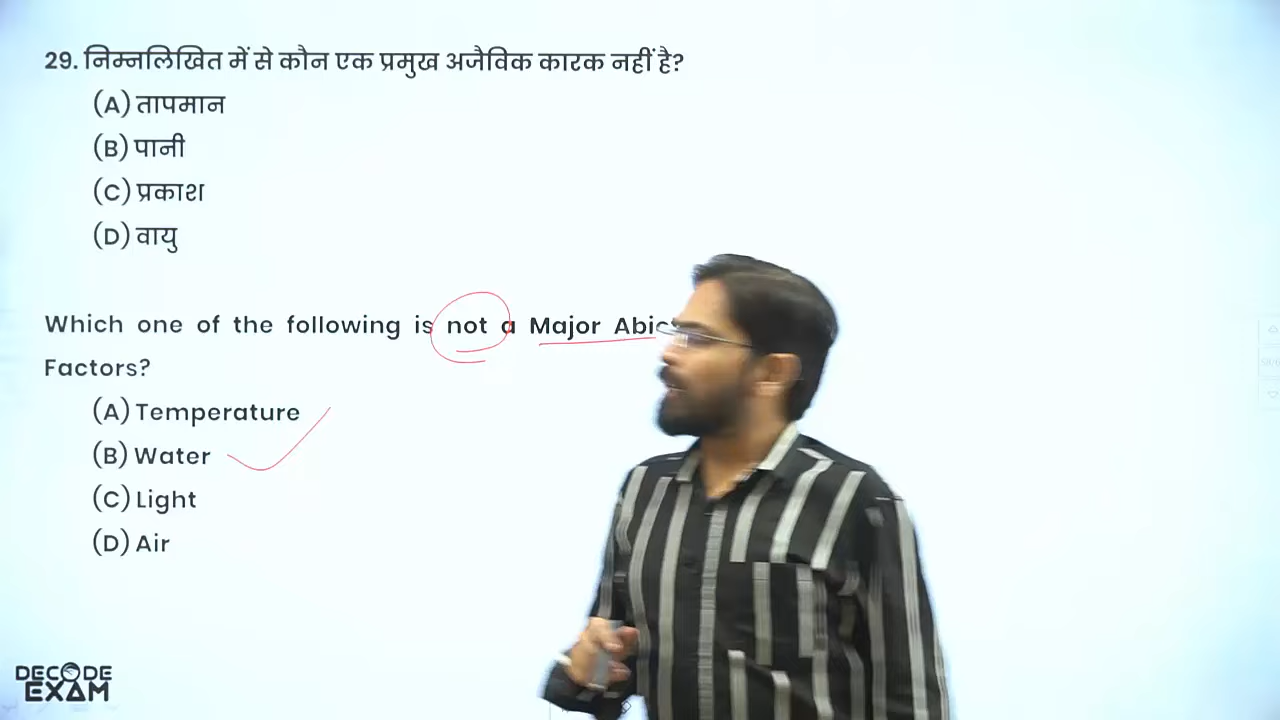 29. निम्नलिखित में से कौन एक प्रमुख अजैविक कारक नहीं है?
(A) तापमान
(B) पानी
(C) प्रकाश
(D) वायु
Which one of the following is not a Major
Factors?
(A) Temperature
(B) Water
(C) Light
(D) Air
DECODE
EXAM